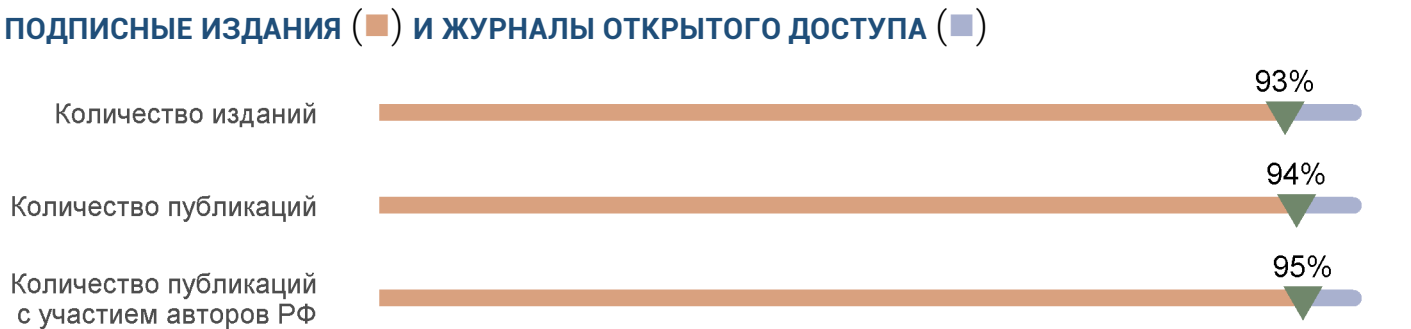 ПОДПИСНЫЕ ИЗДАНИЯ (■) И ЖУРНАЛЫ ОТКРЫТОГО ДОСТУПА (■)
93%
Количество изданий
94%
Количество публикаций
95%
Количество публикаций
с участием авторов РФ